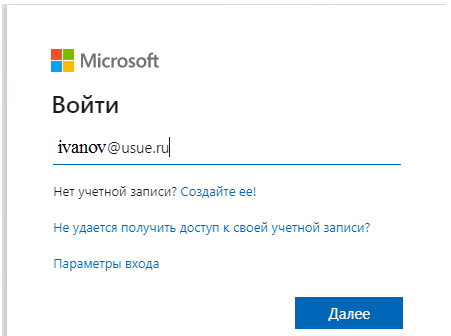 Microsoft
Войти
ivanov@usue.ru
Нет учетной записи? Создайте ее!
Не удается получить доступ к своей учетной записи?
Параметры входа
Далее